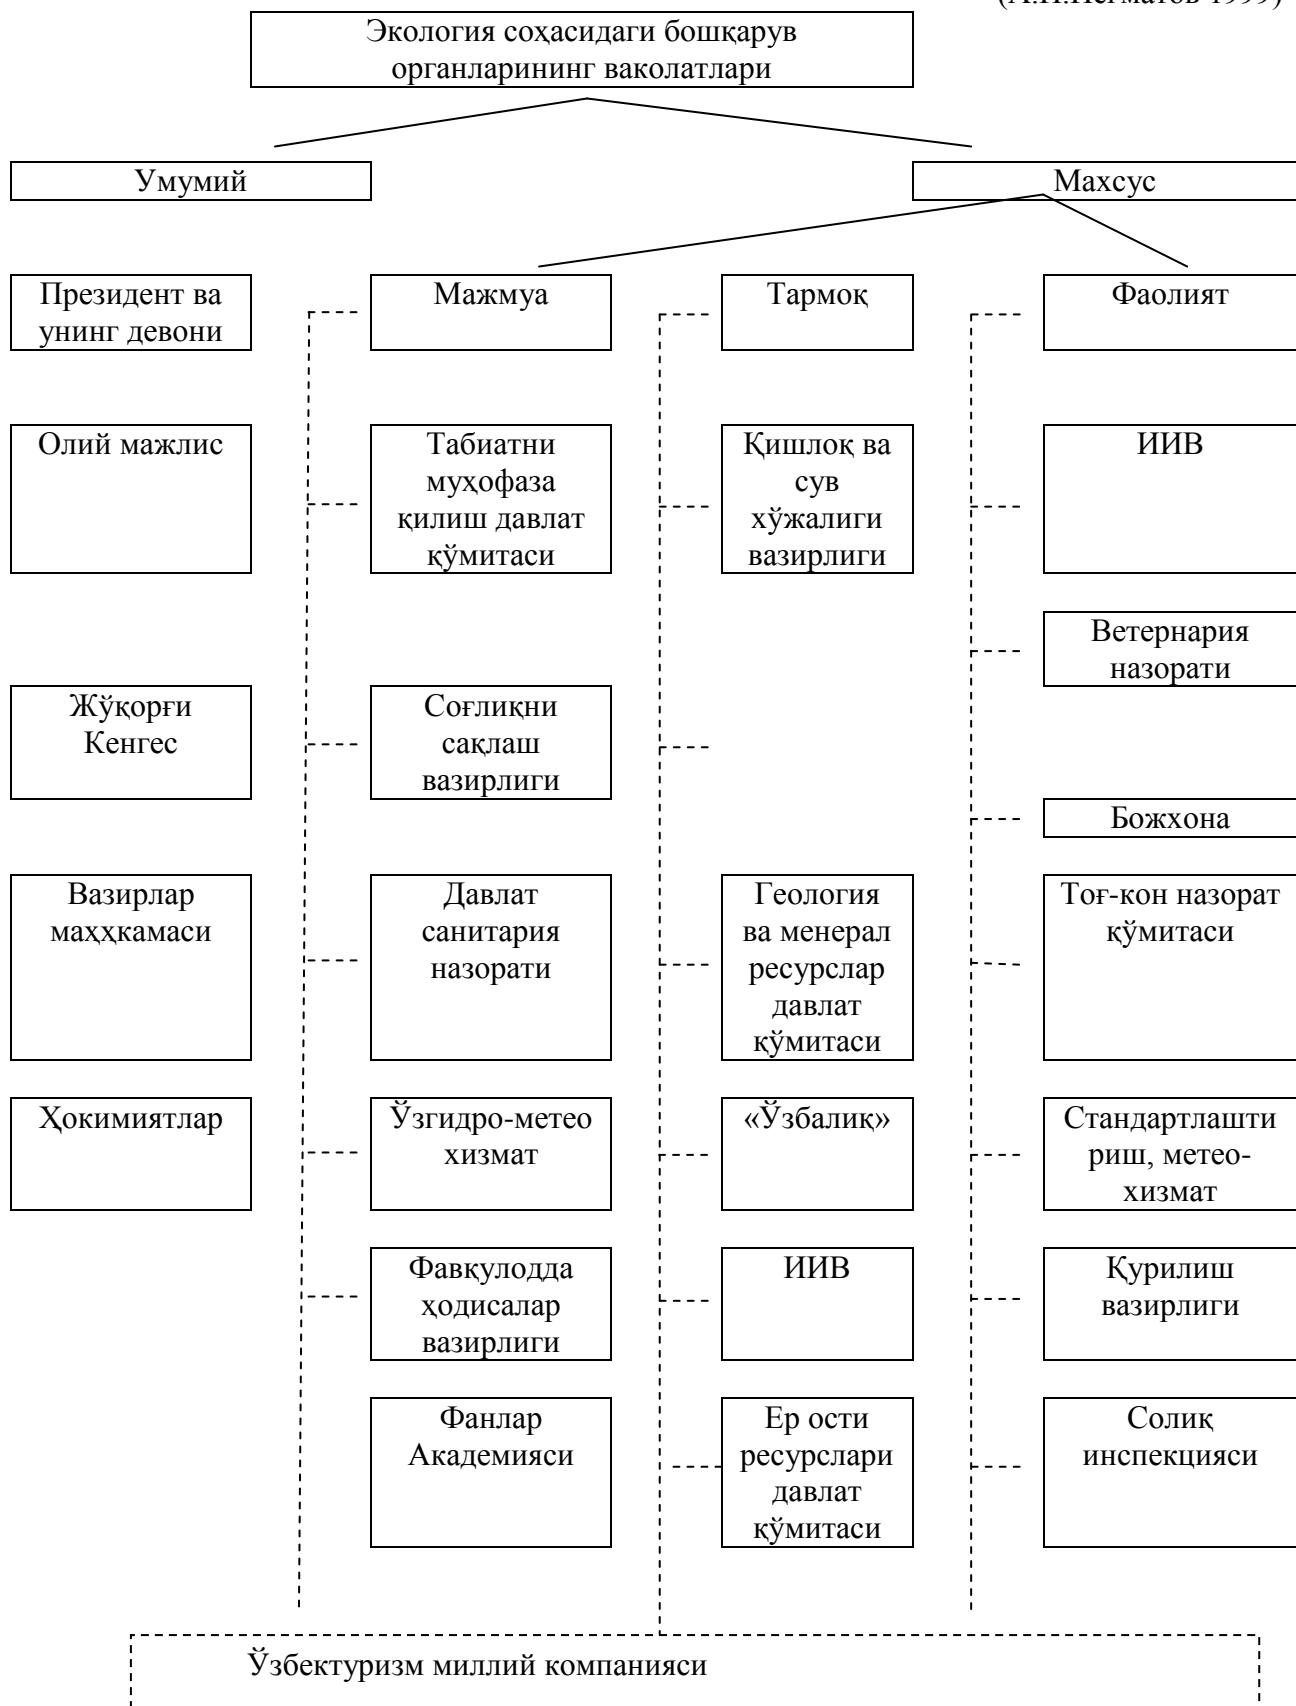 Экология соҳасидаги бошқарув
органларининг ваколатлари
Умумий
Махсус
Президент ва
унинг девони
Мажмуа
Тармоқ
Фаолият
Олий мажлис
Табиатни
муҳофаза
қилиш давлат
қўмитаси
Қишлоқ ва
сув
хўжалиги
вазирлиги
ИИВ
Ветернария
назорати
Жўқорғи
Кенгес
Соғлиқни
сақлаш
вазирлиги
Божхона
Вазирлар
маҳҳкамаси
Давлат
санитария
назорати
Геология
ва менерал
ресурслар
давлат
қўмитаси
Тоғ-кон назорат
қўмитаси
Ҳокимиятлар
Ўзгидро-метео
хизмат
«Ўзбалиқ»
Стандартлашти
риш, метео-
хизмат
Фавқулодда
ҳодисалар
вазирлиги
ИИВ
Қурилиш
вазирлиги
Фанлар
Академияси
Ер ости
ресурслари
давлат
қўмитаси
Солиқ
инспекцияси
Ўзбектуризм миллий компанияси